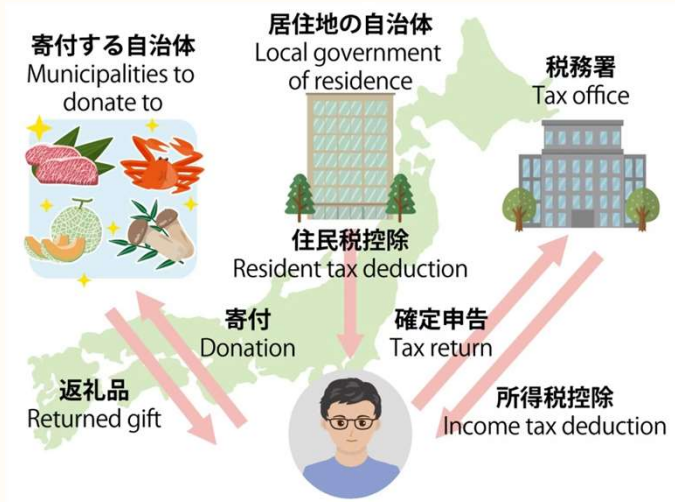 寄付する自治体
Municipalities to
donate to
居住地の自治体
Local government
of residence
税務署
Tax office
住民税控除
Resident tax deduction
寄付
Donation
確定申告
Tax return
返礼品
Returned gift
所得税控除
Income tax deduction